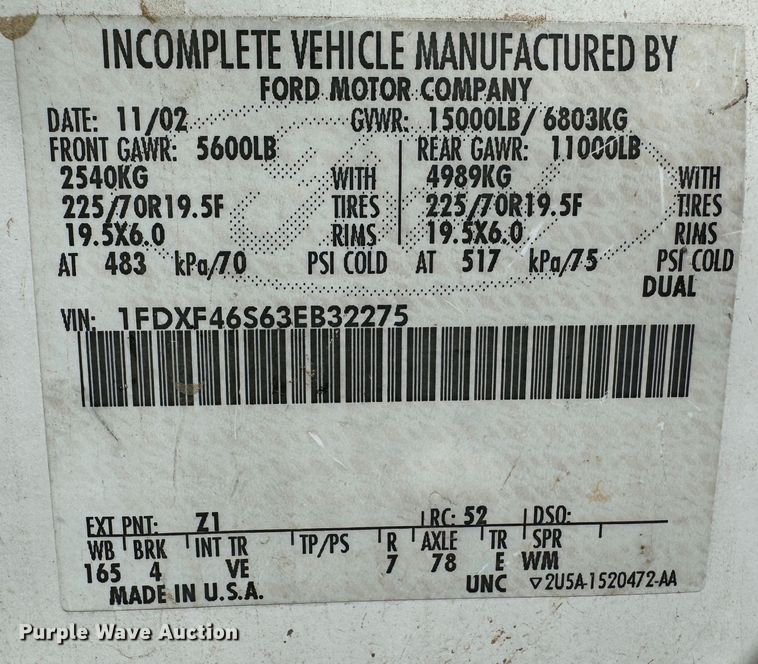 INCOMPLETE VEHICLE MANUFACTURED BY
FORD MOTOR COMPANY
DATE: 11/02 GVWR: 15000LB/ 6803KG
FRONT GAWR: 5600LB REAR GAWR: 11000LB
2540KG WITH 4989KG WITH
225/70R19.5F TIRES 225/70R19.5F TIRES
19.5X6.0 RIMS 19.5X6.0 RIMS
AT 483 kPa/70 PSI COLD AT 517 kPa/75 PSI COLD
DUAL
VIN: 1FDXF46S63EB32275
EXT PNT: Z1 RC: 52 DSO:
WB BRK INT TR TP/PS R AXLE TR SPR
165 4 VE 7 78 E WM
MADE IN U.S.A. UNC ▽2U5A-1520472-AA
Purple Wave Auction